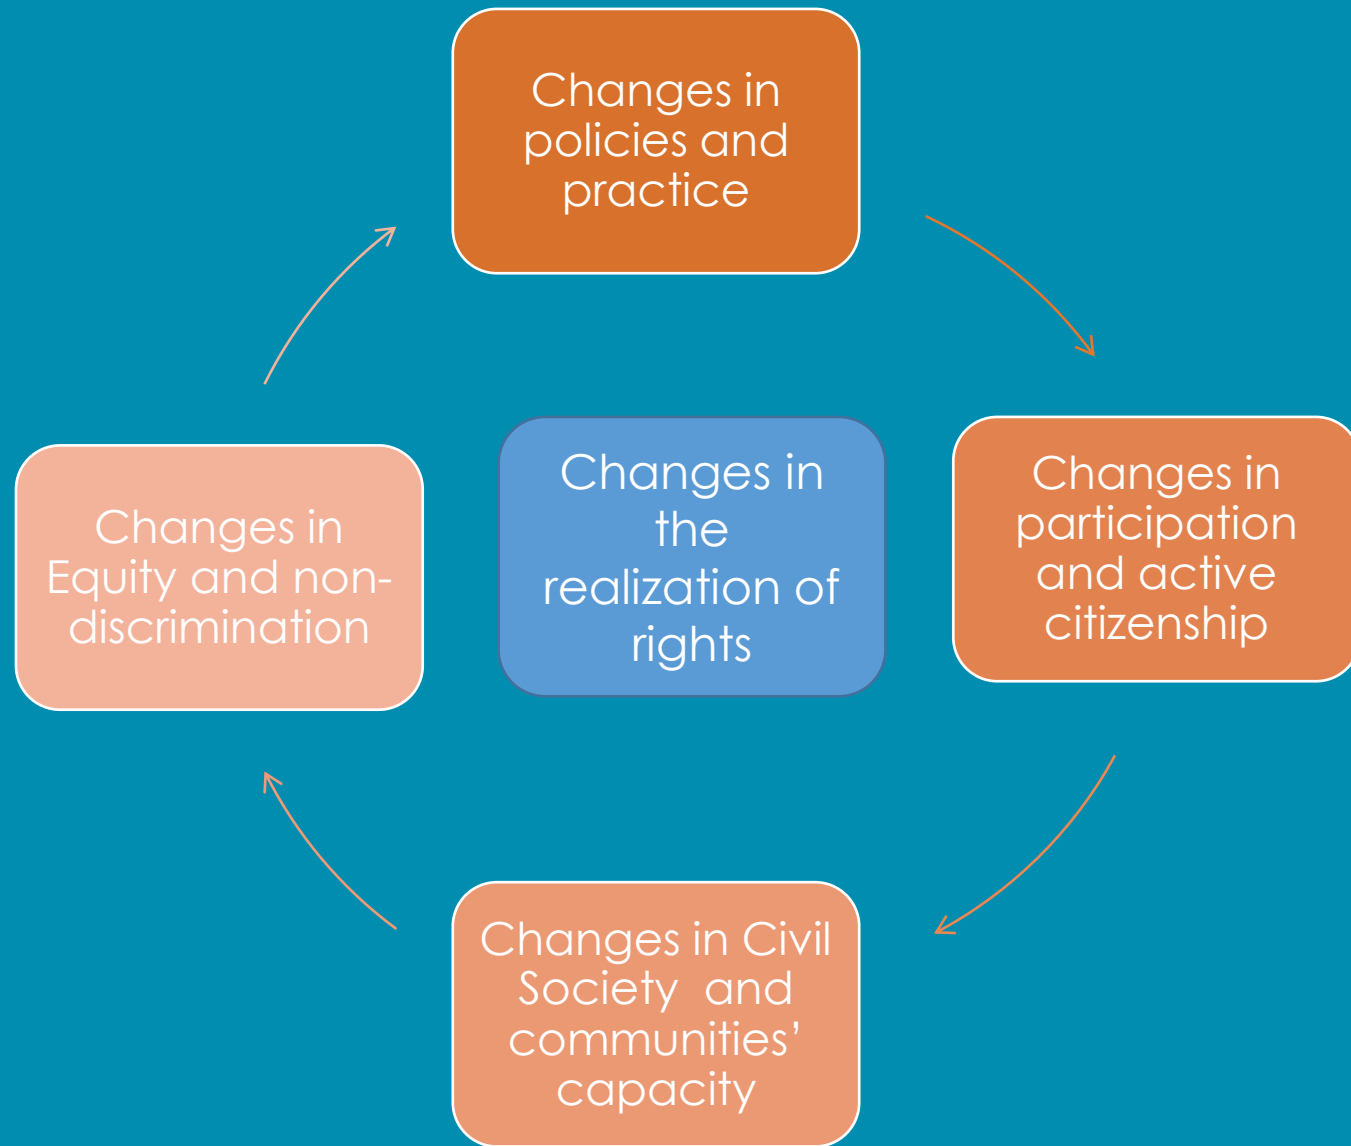 Changes in
policies and
practice
Changes in
participation
and active
citizenship
Changes in Civil
Society  and
communities’
capacity
Changes in
Equity and non-
discrimination
Changes in
the
realization of
rights